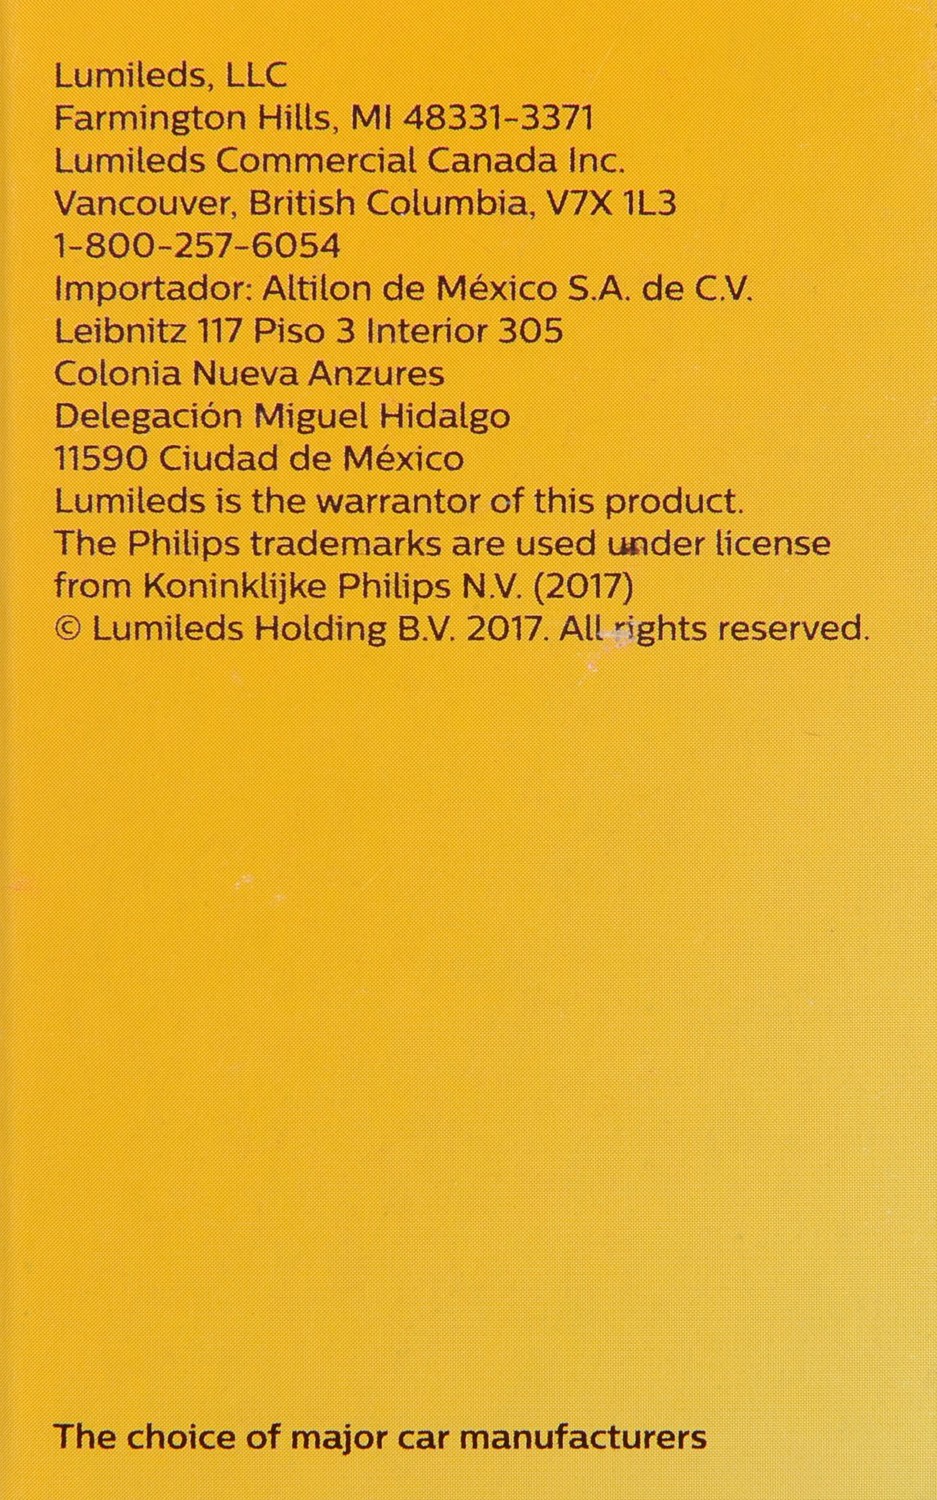 Lumileds, LLC
Farmington Hills, MI 48331-3371
Lumileds Commercial Canada Inc.
Vancouver, British Columbia, V7X 1L3
1-800-257-6054
Importador: Altilon de México S.A. de C.V.
Leibnitz 117 Piso 3 Interior 305
Colonia Nueva Anzures
Delegación Miguel Hidalgo
11590 Ciudad de México
Lumileds is the warrantor of this product.
The Philips trademarks are used under license
from Koninklijke Philips N.V. (2017)
© Lumileds Holding B.V. 2017. All rights reserved.
The choice of major car manufacturers